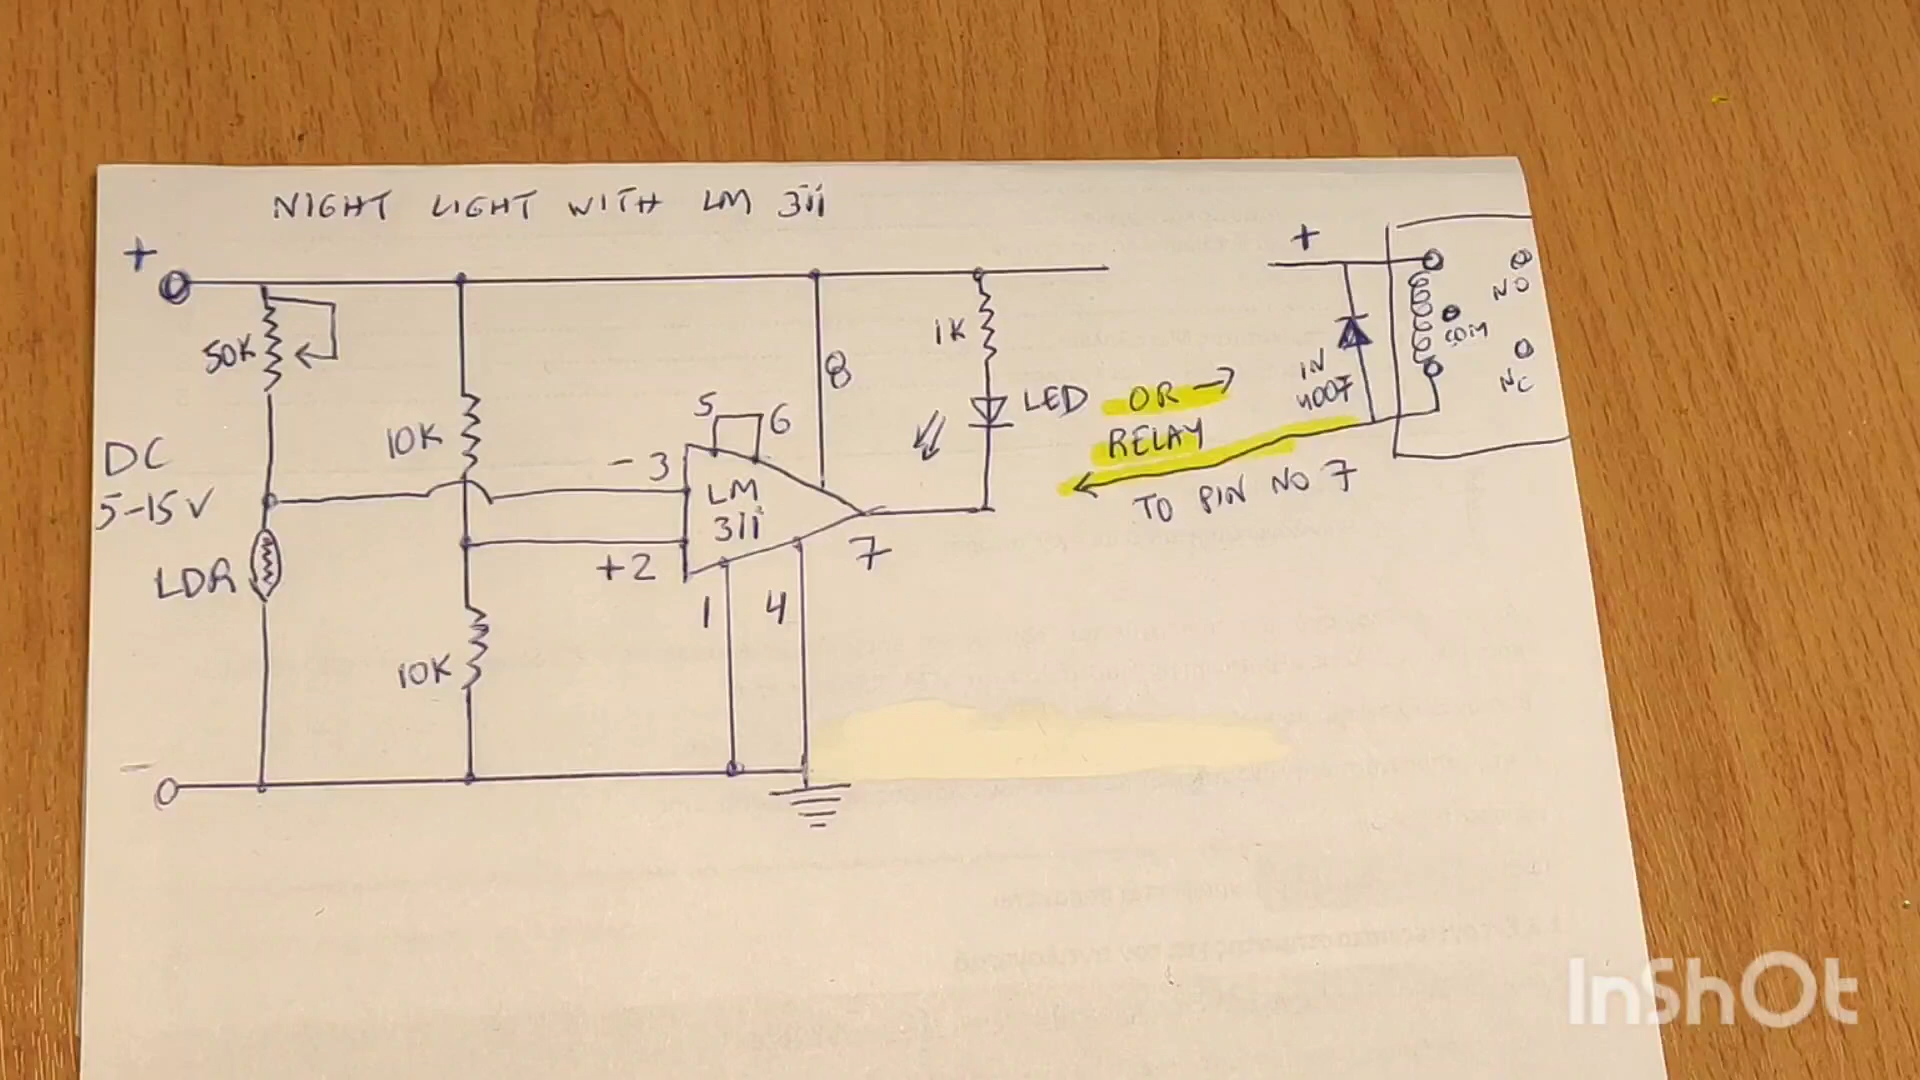 NIGHT LIGHT WITH LM 311
+
50K
10K
DC
5-15V
LDR
10K
-
- 3
+2
5 6
8
LM
311
1 4
7
1K
LED
OR →
RELAY
TO PIN NO 7
+
IN
4007
COM
NO
NC
InShOt